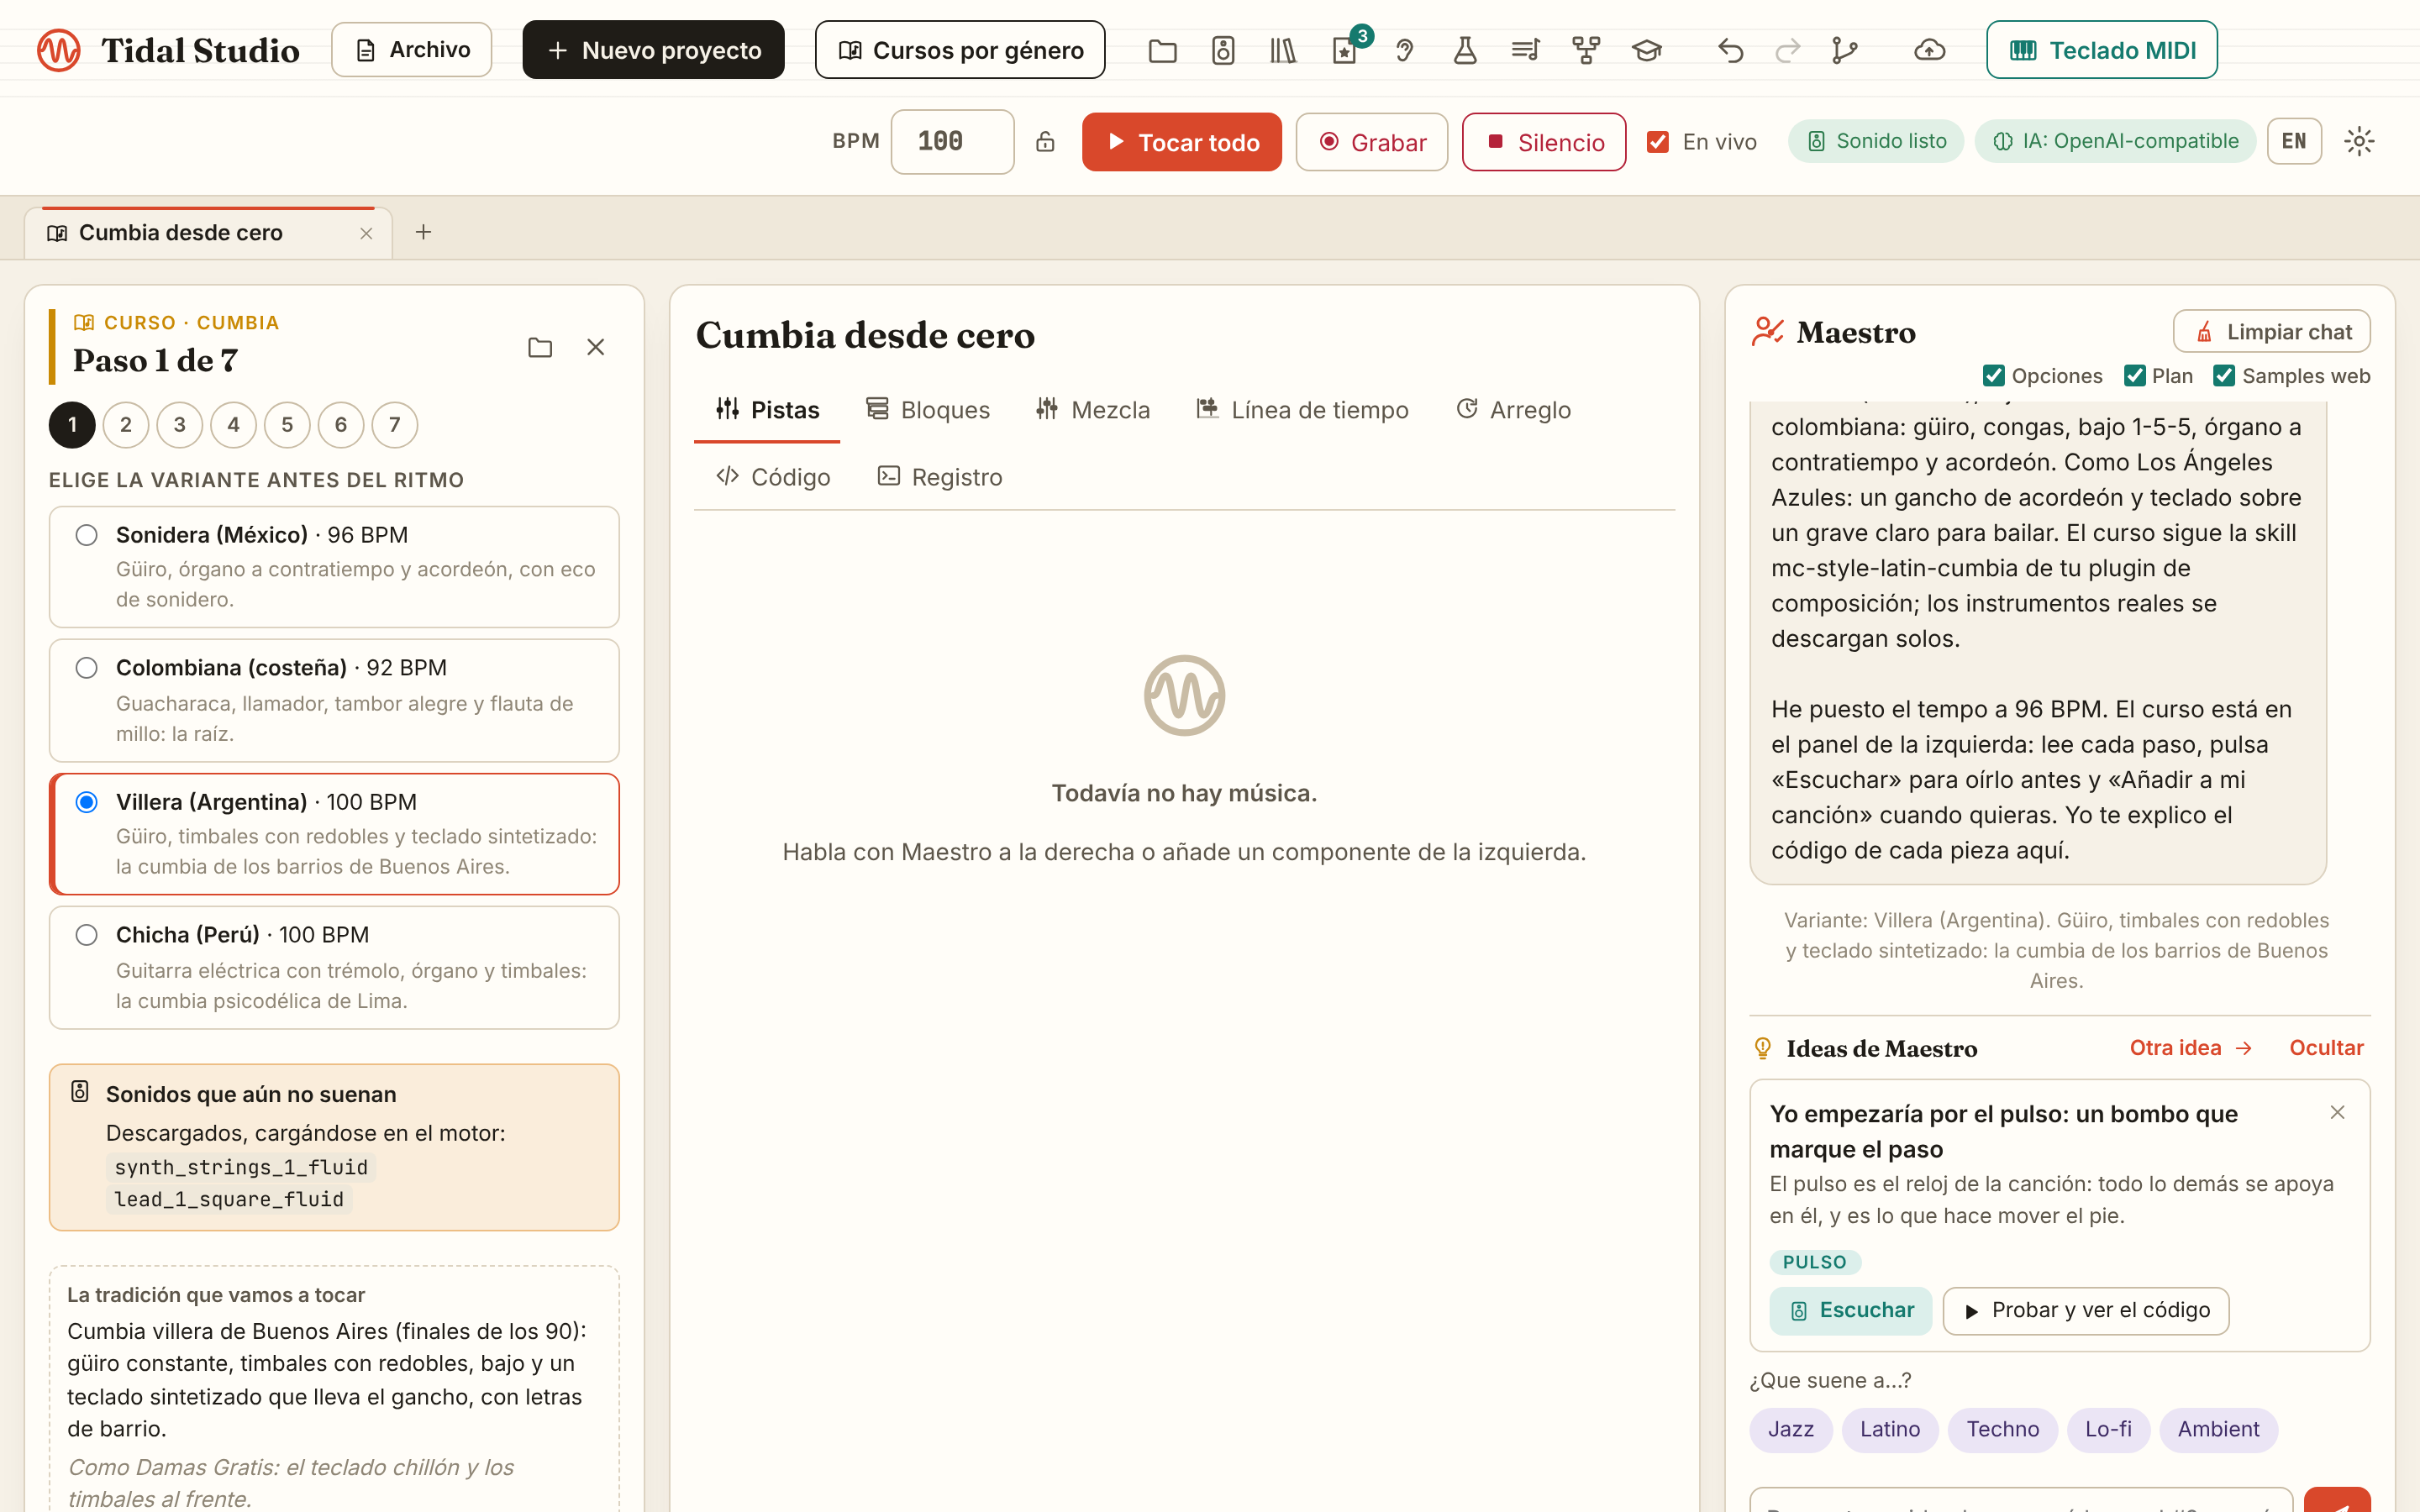 Tidal Studio
Archivo
Nuevo proyecto
Cursos por género
3
Teclado MIDI
BPM
100
Tocar todo
Grabar
Silencio
En vivo
Sonido listo
IA: OpenAI-compatible
EN
Cumbia desde cero
CURSO · CUMBIA
Paso 1 de 7
1 2 3 4 5 6 7
ELIGE LA VARIANTE ANTES DEL RITMO
Sonidera (México) · 96 BPM
Güiro, órgano a contratiempo y acordeón, con eco
de sonidero.
Colombiana (costeña) · 92 BPM
Guacharaca, llamador, tambor alegre y flauta de
millo: la raíz.
Villera (Argentina) · 100 BPM
Güiro, timbales con redobles y teclado sintetizado:
la cumbia de los barrios de Buenos Aires.
Chicha (Perú) · 100 BPM
Guitarra eléctrica con trémolo, órgano y timbales:
la cumbia psicodélica de Lima.
Sonidos que aún no suenan
Descargados, cargándose en el motor:
synth_strings_1_fluid
lead_1_square_fluid
La tradición que vamos a tocar
Cumbia villera de Buenos Aires (finales de los 90):
güiro constante, timbales con redobles, bajo y un
teclado sintetizado que lleva el gancho, con letras
de barrio.
Como Damas Gratis: el teclado chillón y los
timbales al frente.
Cumbia desde cero
Pistas
Bloques
Mezcla
Línea de tiempo
Arreglo
Código
Registro
Todavía no hay música.
Habla con Maestro a la derecha o añade un componente de la izquierda.
Maestro
Limpiar chat
Opciones
Plan
Samples web
colombiana: güiro, congas, bajo 1-5-5, órgano a
contratiempo y acordeón. Como Los Ángeles
Azules: un gancho de acordeón y teclado sobre
un grave claro para bailar. El curso sigue la skill
mc-style-latin-cumbia de tu plugin de
composición; los instrumentos reales se
descargan solos.
He puesto el tempo a 96 BPM. El curso está en
el panel de la izquierda: lee cada paso, pulsa
«Escuchar» para oírlo antes y «Añadir a mi
canción» cuando quieras. Yo te explico el
código de cada pieza aquí.
Variante: Villera (Argentina). Güiro, timbales con redobles
y teclado sintetizado: la cumbia de los barrios de Buenos
Aires.
Ideas de Maestro
Otra idea →
Ocultar
Yo empezaría por el pulso: un bombo que
marque el paso
El pulso es el reloj de la canción: todo lo demás se apoya
en él, y es lo que hace mover el pie.
PULSO
Escuchar
Probar y ver el código
¿Que suene a...?
Jazz
Latino
Techno
Lo-fi
Ambient